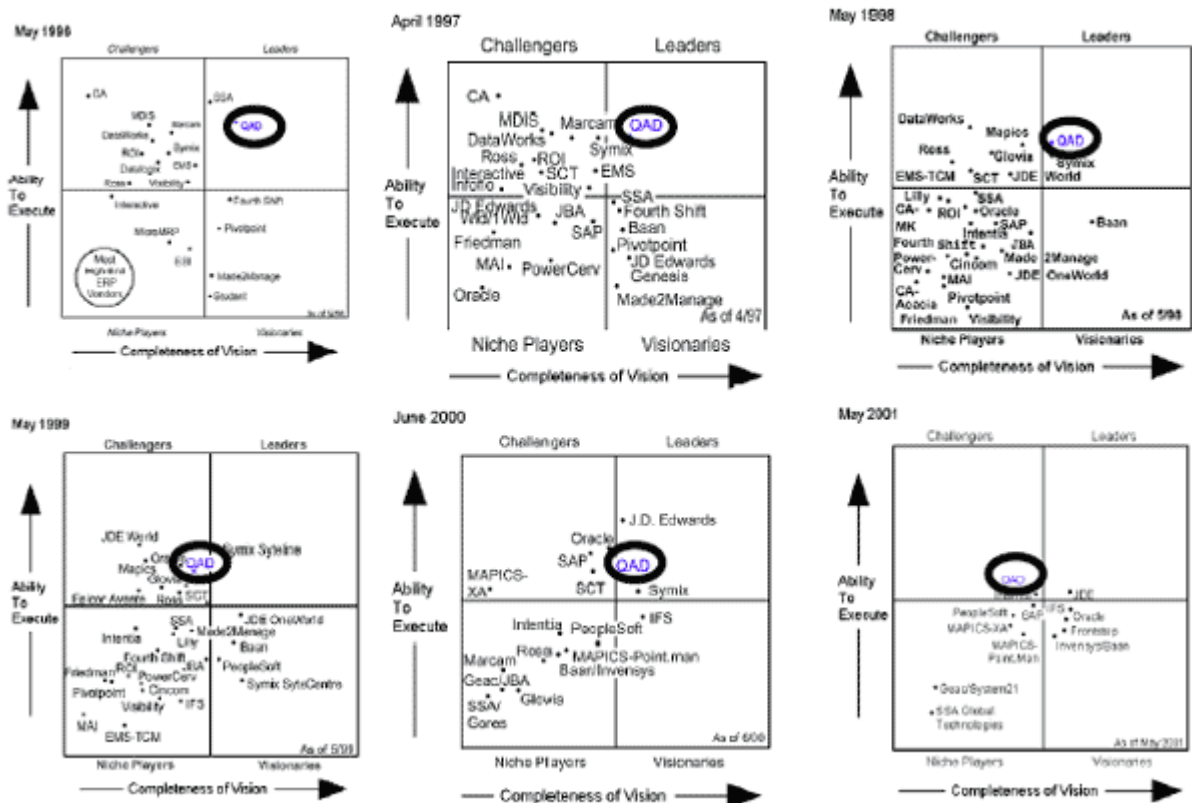 May 1996
Challengers
Leaders
CA
SSA
QAD
MDIS
Marcam
DataWorks
Symix
ROI
EMS
Datalogix
Ross
Visibility
Ability
To
Execute
Interactive
Fourth Shift
MicroMRP
Pivotpoint
Most
ERP
Vendors
Made2Manage
Niche Players
Visionaries
Completeness of Vision
April 1997
Challengers
Leaders
CA
MDIS
Marcam
QAD
DataWorks
Symix
Ross
ROI
Interactive
SCT
EMS
Visibility
SSA
Ability
To
Execute
JD Edwards
JBA
Fourth Shift
SAP
Baan
Friedman
Pivotpoint
MAI
PowerCerv
JD Edwards
Genesis
Oracle
Made2Manage
As of 4/97
Niche Players
Visionaries
Completeness of Vision
May 1998
Challengers
Leaders
DataWorks
Mapics
QAD
Ross
Glovia
Symix
EMS-TCM
SCT
JDE
World
Ability
To
Execute
Lilly
SSA
CA-
ROI
Oracle
MK
SAP
Baan
Intentia
Fourth
Shift
JBA
Power-
Cincom
Made
2Manage
Cerv
MAI
JDE
OneWorld
CA-
Acacia
Pivotpoint
Friedman
Visibility
As of 5/98
Niche Players
Visionaries
Completeness of Vision
May 1999
Challengers
Leaders
JDE World
Symix Syteline
QAD
Mapics
Glovia
Ross
SCT
Ability
To
Execute
SSA
JDE OneWorld
Intentia
Made2Manage
Lilly
Baan
Fourth Shift
Friedman
ROI
JBA
PeopleSoft
PowerCerv
Pivotpoint
Cincom
Symix SyteCentre
Visibility
IFS
MAI
EMS-TCM
As of 5/99
Niche Players
Visionaries
Completeness of Vision
June 2000
Challengers
Leaders
J.D. Edwards
Oracle
SAP
QAD
MAPICS-
XA
SCT
Symix
Ability
To
Execute
IFS
Intentia
PeopleSoft
Ross
MAPICS-Point.man
Marcam
Baan/Invensys
Geac/JBA
Glovia
SSA/
Gores
As of 6/00
Niche Players
Visionaries
Completeness of Vision
May 2001
Challengers
Leaders
QAD
JDE
Ability
To
Execute
PeopleSoft
SAP
IFS
Oracle
MAPICS-XA
Frontstep
MAPICS-
Point.Man
Invensys/Baan
Geac/System21
SSA Global
Technologies
As of May 2001
Niche Players
Visionaries
Completeness of Vision